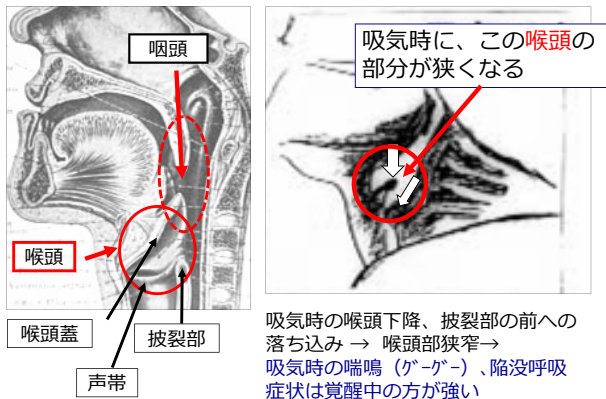 咽頭
喉頭
喉頭蓋
声帯
披裂部
吸気時に、この喉頭の
部分が狭くなる
吸気時の喉頭下降、披裂部の前への
落ち込み → 喉頭部狭窄→
吸気時の喘鳴（ｸﾞｰｸﾞｰ）､陥没呼吸
症状は覚醒中の方が強い